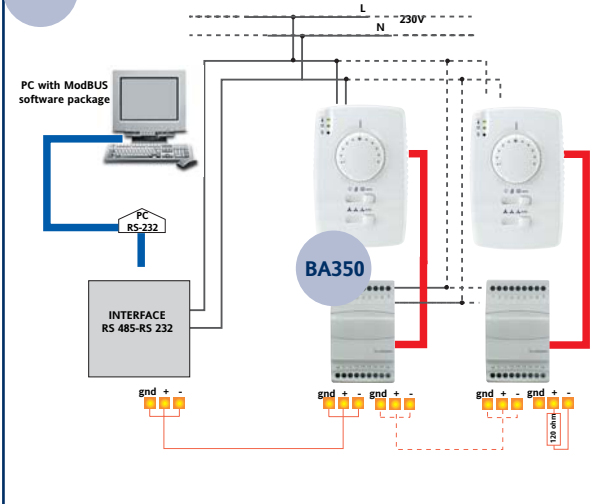 L
230V
N
PC with ModBUS
software package
PC
RS-232
BA350
INTERFACE
RS 485-RS 232
gnd + -
gnd + -
gnd + -
gnd + -
gnd + -
120 ohm